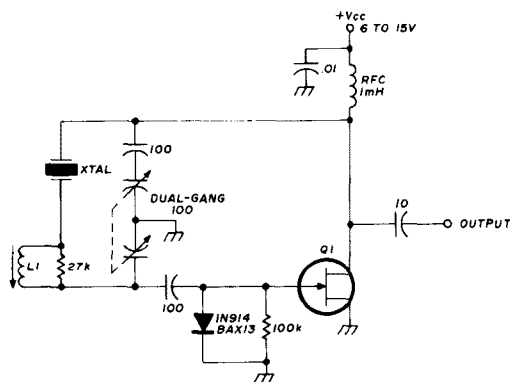 +Vcc
6 TO 15V
.01
RFC
1mH
100
XTAL
DUAL-GANG
100
10
OUTPUT
Q1
L1
27k
100
1N914
BAX13
100k